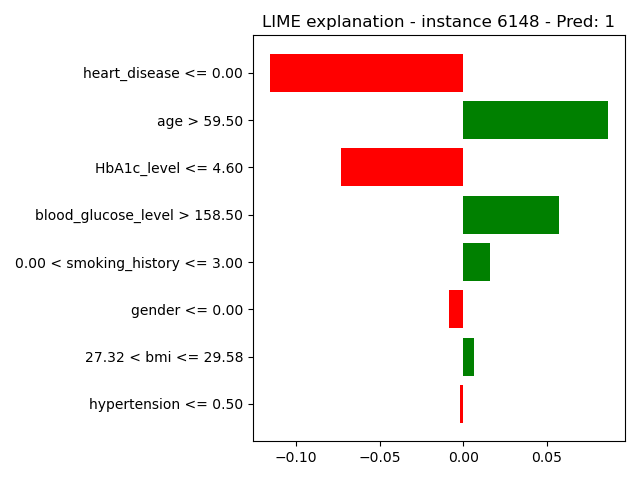 LIME explanation - instance 6148 - Pred: 1
heart_disease <= 0.00
age > 59.50
HbA1c_level <= 4.60
blood_glucose_level > 158.50
0.00 < smoking_history <= 3.00
gender <= 0.00
27.32 < bmi <= 29.58
hypertension <= 0.50
−0.10 −0.05 0.00 0.05